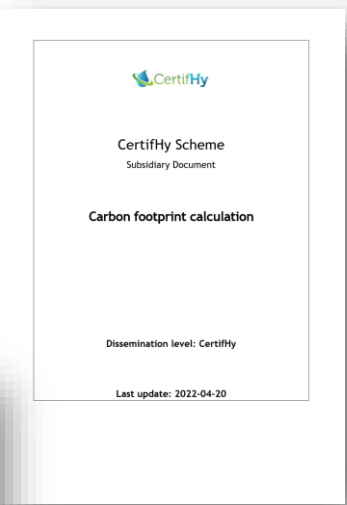 CertifHy
CertifHy Scheme
Subsidiary Document
Carbon footprint calculation
Dissemination level: CertifHy
Last update: 2022-04-20